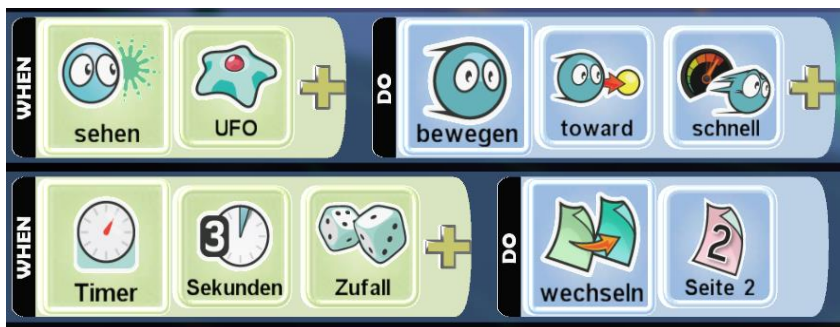 WHEN sehen UFO DO bewegen toward schnell
WHEN Timer 3 Sekunden Zufall DO wechseln 2 Seite 2